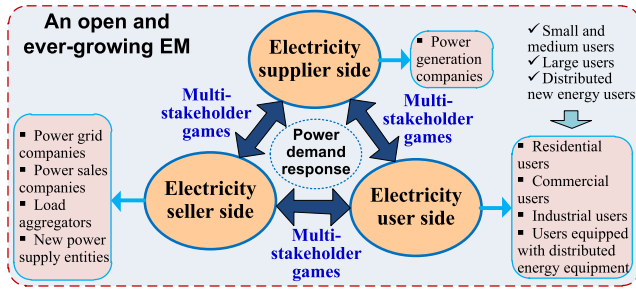 An open and
ever-growing EM
Electricity
supplier side
▪ Power
generation
companies
✓ Small and
medium users
✓ Large users
✓ Distributed
new energy users
Multi-
stakeholder
games
Multi-
stakeholder
games
Power
demand
response
▪ Power grid
companies
▪ Power sales
companies
▪ Load
aggregators
▪ New power
supply entities
Electricity
seller side
Electricity
user side
▪ Residential
users
▪ Commercial
users
▪ Industrial users
▪ Users equipped
with distributed
energy equipment
Multi-
stakeholder
games